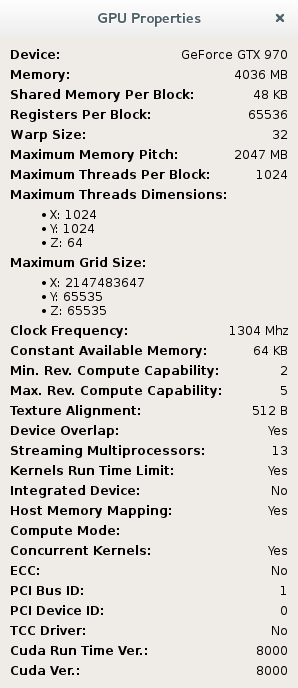 GPU Properties
Device: GeForce GTX 970
Memory: 4036 MB
Shared Memory Per Block: 48 KB
Registers Per Block: 65536
Warp Size: 32
Maximum Memory Pitch: 2047 MB
Maximum Threads Per Block: 1024
Maximum Threads Dimensions:
• X: 1024
• Y: 1024
• Z: 64
Maximum Grid Size:
• X: 2147483647
• Y: 65535
• Z: 65535
Clock Frequency: 1304 Mhz
Constant Available Memory: 64 KB
Min. Rev. Compute Capability: 2
Max. Rev. Compute Capability: 5
Texture Alignment: 512 B
Device Overlap: Yes
Streaming Multiprocessors: 13
Kernels Run Time Limit: Yes
Integrated Device: No
Host Memory Mapping: Yes
Compute Mode:
Concurrent Kernels: Yes
ECC: No
PCI Bus ID: 1
PCI Device ID: 0
TCC Driver: No
Cuda Run Time Ver.: 8000
Cuda Ver.: 8000